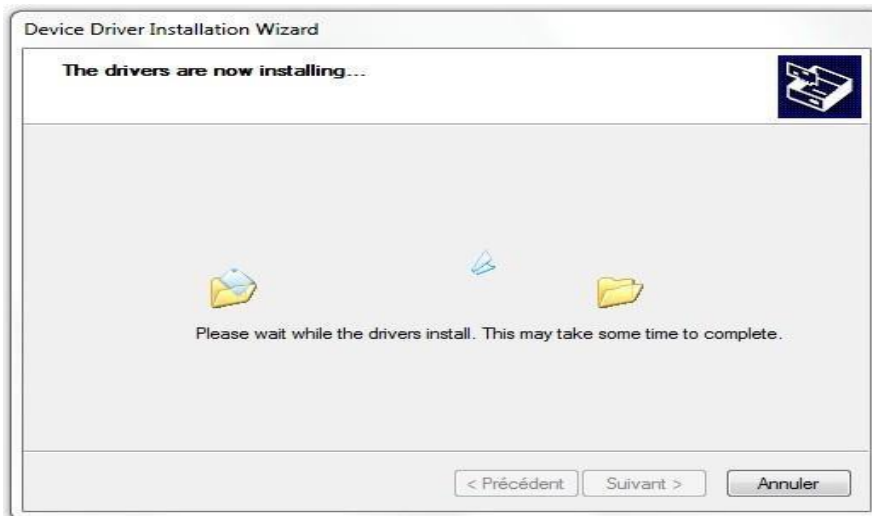 Device Driver Installation Wizard
The drivers are now installing...
Please wait while the drivers install. This may take some time to complete.
< Précédent
Suivant >
Annuler